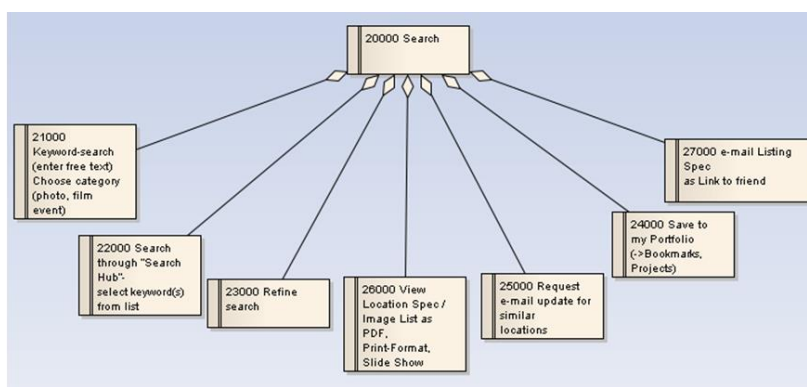 20000 Search
21000
Keyword-search
(enter free text)
Choose category
(photo, film
event)
22000 Search
through "Search
Hub"-
select keyword(s)
from list
23000 Refine
search
26000 View
Location Spec /
Image List as
PDF,
Print-Format,
Slide Show
25000 Request
e-mail update for
similar
locations
24000 Save to
my Portfolio
(->Bookmarks,
Projects)
27000 e-mail Listing
Spec
as Link to friend